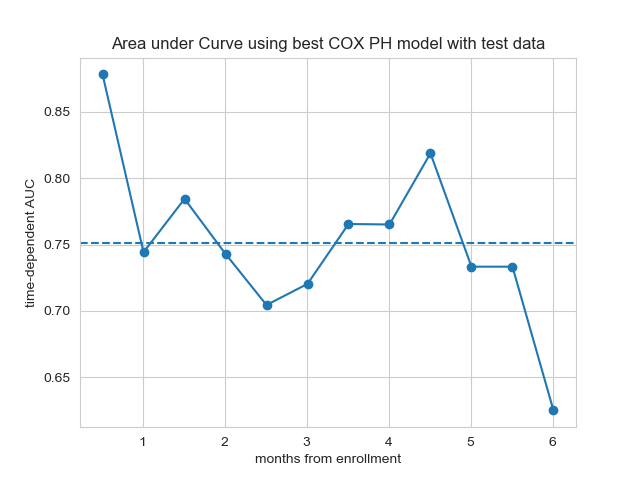 Area under Curve using best COX PH model with test data
time-dependent AUC
0.85
0.80
0.75
0.70
0.65
1 2 3 4 5 6
months from enrollment